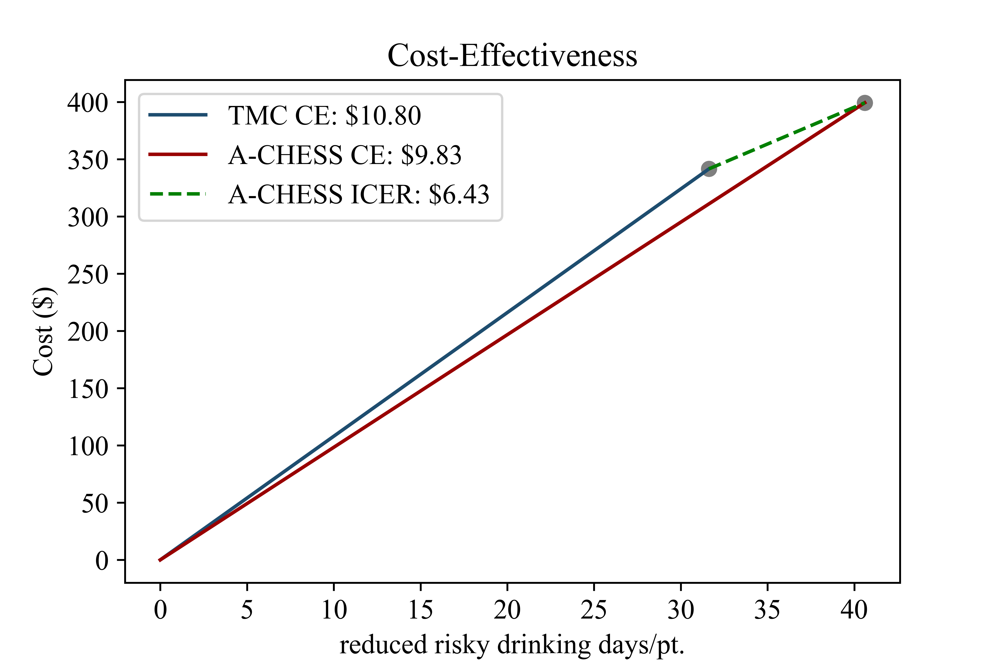 Cost-Effectiveness
TMC CE: $10.80
A-CHESS CE: $9.83
A-CHESS ICER: $6.43
Cost ($)
400
350
300
250
200
150
100
50
0
0 5 10 15 20 25 30 35 40
reduced risky drinking days/pt.